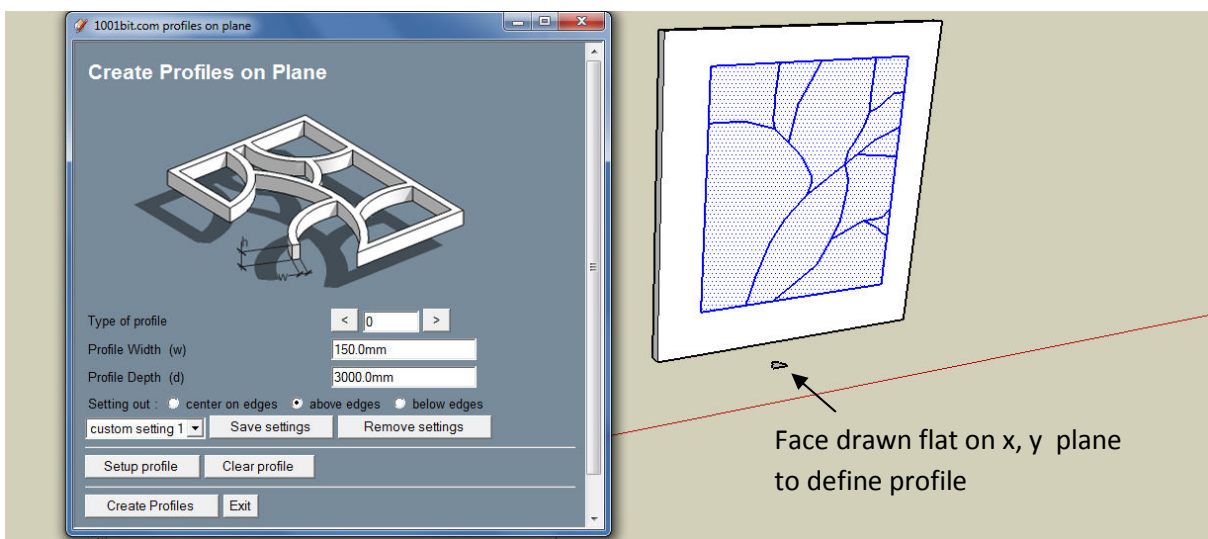 1001bit.com profiles on plane
Create Profiles on Plane
h
w
Type of profile < 0 >
Profile Width (w) 150.0mm
Profile Depth (d) 3000.0mm
Setting out : center on edges above edges below edges
custom setting 1 Save settings Remove settings
Setup profile Clear profile
Create Profiles Exit
Face drawn flat on x, y plane
to define profile